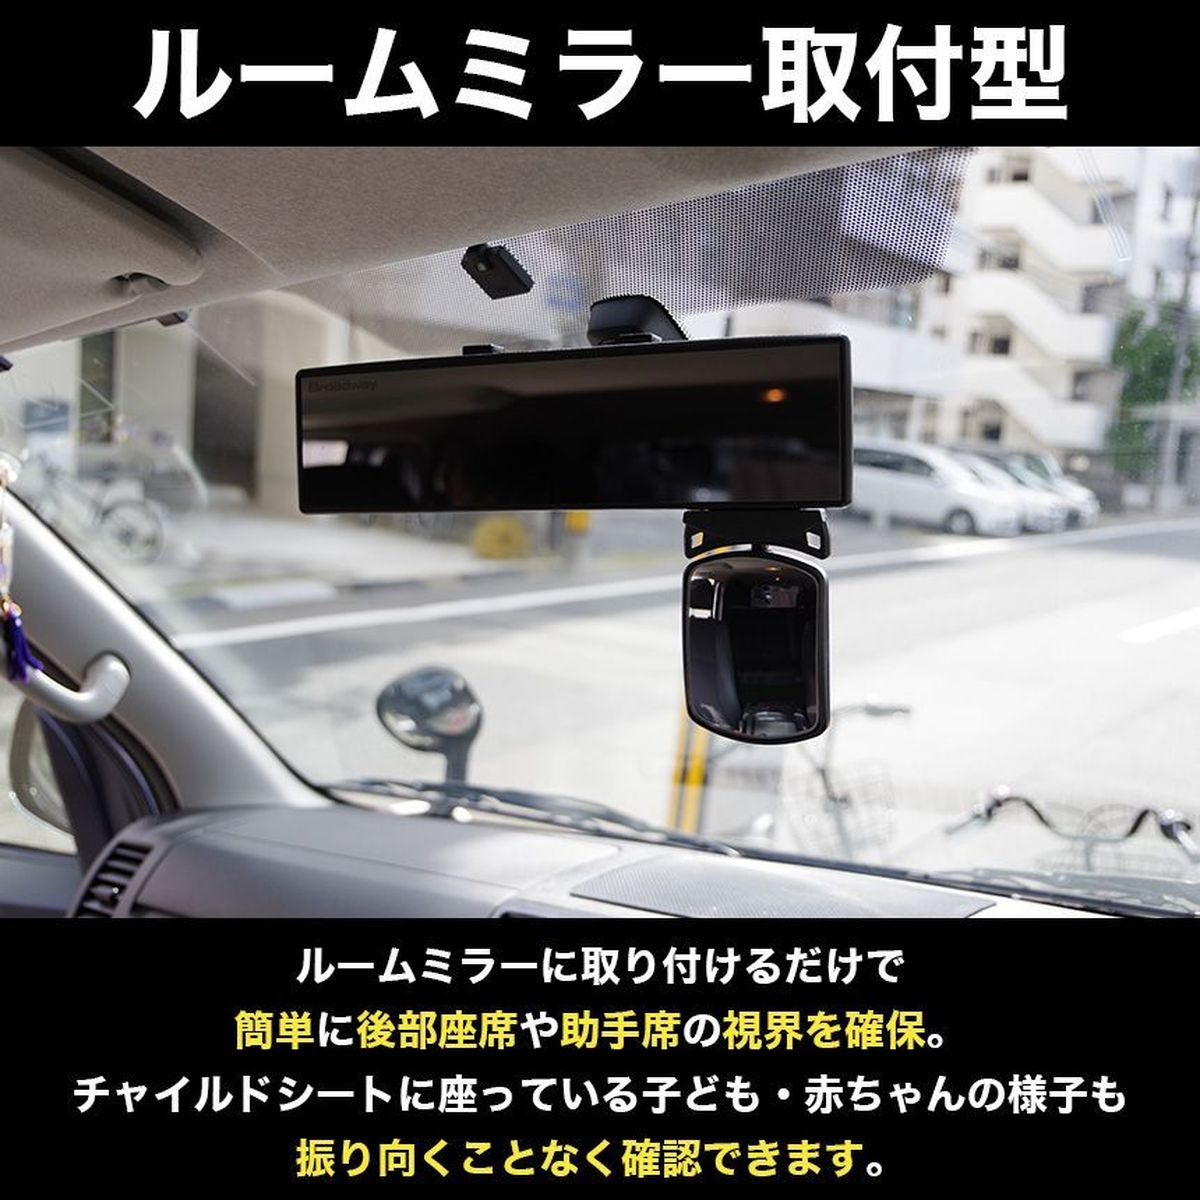 ルームミラー取付型
Broadway
ルームミラーに取り付けるだけで
簡単に後部座席や助手席の視界を確保。
チャイルドシートに座っている子ども・赤ちゃんの様子も
振り向くことなく確認できます。